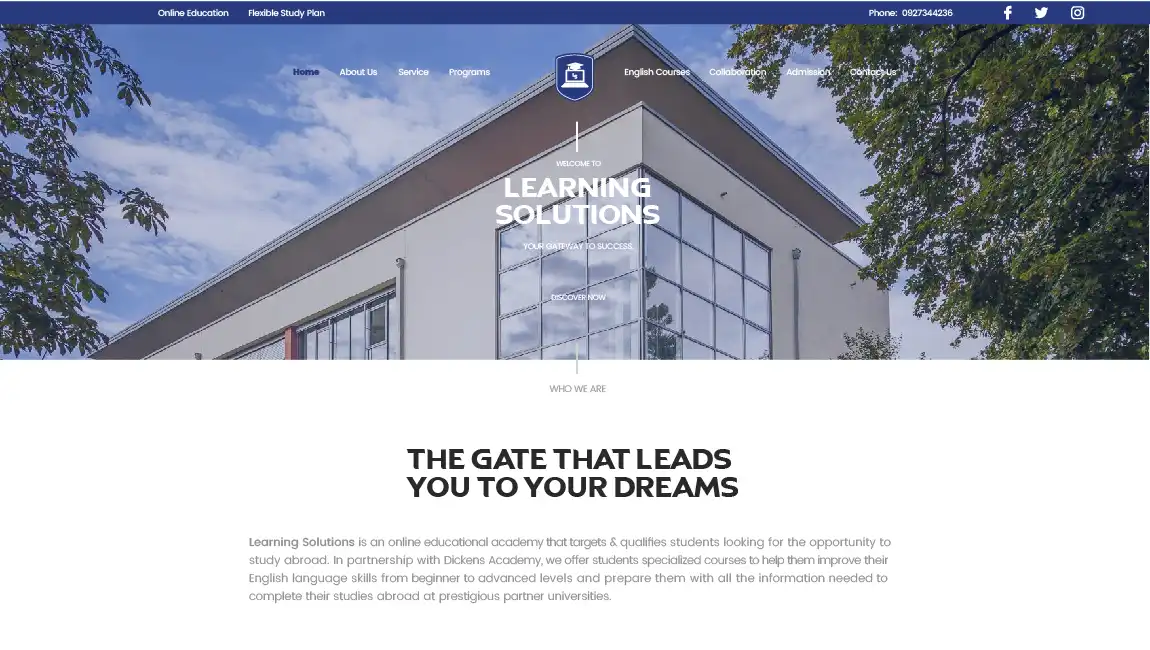 Online Education Flexible Study Plan Phone: 0927344236
Home About Us Service Programs English Courses Collaboration Admission Contact Us
WELCOME TO
LEARNING
SOLUTIONS
YOUR GATEWAY TO SUCCESS.
DISCOVER NOW
WHO WE ARE
THE GATE THAT LEADS
YOU TO YOUR DREAMS
Learning Solutions is an online educational academy that targets & qualifies students looking for the opportunity to
study abroad. In partnership with Dickens Academy, we offer students specialized courses to help them improve their
English language skills from beginner to advanced levels and prepare them with all the information needed to
complete their studies abroad at prestigious partner universities.